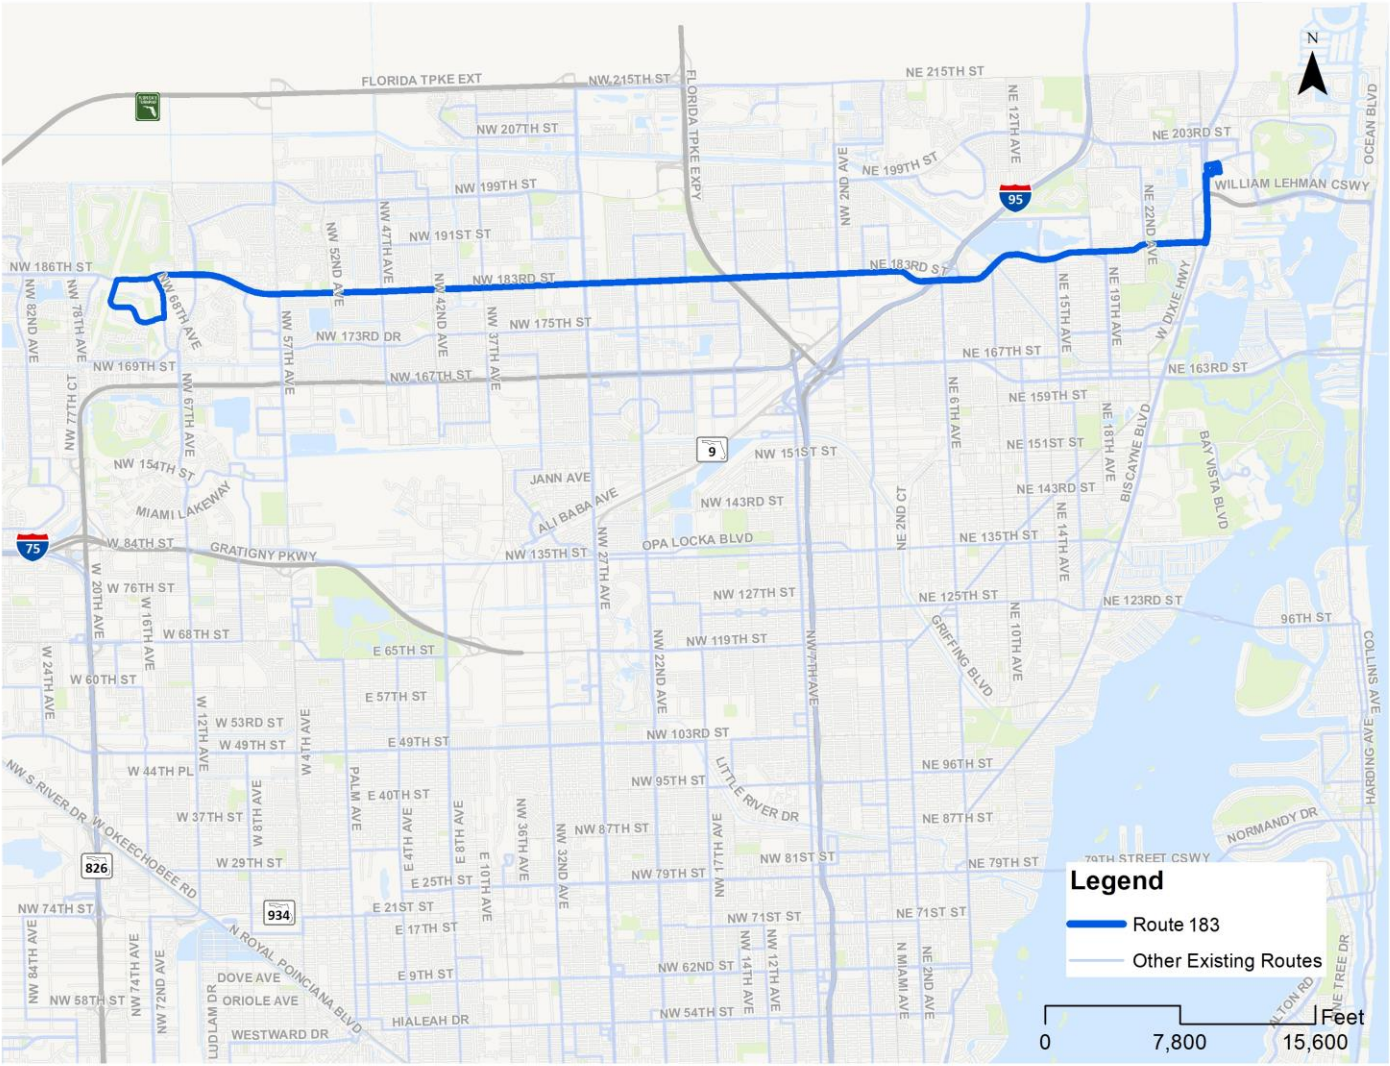 N
FLORIDA TPKE EXT
NW 215TH ST
NE 215TH ST
FLORIDA TPKE EXPY
NE 12TH AVE
OCEAN BLVD
NW 207TH ST
NE 203RD ST
NW 2ND AVE
NE 199TH ST
NW 199TH ST
95
NE 22ND AVE
WILLIAM LEHMAN CSWY
NW 47TH AVE
NW 52ND AVE
NW 191ST ST
NW 186TH ST
NW 183RD ST
NE 183RD ST
NW 82ND AVE
NW 78TH AVE
NW 68TH AVE
NW 57TH AVE
NW 42ND AVE
NW 37TH AVE
NW 175TH ST
NW 173RD DR
NE 15TH AVE
NE 19TH AVE
W DIXIE HWY
NW 169TH ST
NW 167TH ST
NE 167TH ST
NE 163RD ST
NW 77TH CT
NW 67TH AVE
NE 6TH AVE
NE 159TH ST
NE 18TH AVE
BISCAYNE BLVD
9
NW 151ST ST
NE 151ST ST
BAY VISTA BLVD
NW 154TH ST
JANN AVE
MIAMI LAKEWAY
ALI BABA AVE
NW 143RD ST
NE 143RD ST
NE 2ND CT
NE 14TH AVE
75
W 84TH ST
GRATIGNY PKWY
NW 135TH ST
OPA LOCKA BLVD
NE 135TH ST
NW 27TH AVE
W 20TH AVE
W 76TH ST
W 16TH AVE
NW 127TH ST
NE 125TH ST
NE 123RD ST
96TH ST
W 68TH ST
E 65TH ST
NW 119TH ST
GRIFFING BLVD
NE 10TH AVE
W 24TH AVE
W 60TH ST
NW 22ND AVE
NW 7TH AVE
COLLINS AVE
E 57TH ST
W 12TH AVE
W 53RD ST
W 4TH AVE
W 49TH ST
E 49TH ST
NW 103RD ST
HARDING AVE
NW S RIVER DR
W 44TH PL
PALM AVE
NW 95TH ST
LITTLE RIVER DR
NE 96TH ST
W 8TH AVE
E 40TH ST
W 37TH ST
E 4TH AVE
E 8TH AVE
NW 36TH AVE
NW 32ND AVE
NW 87TH ST
NW 17TH AVE
NE 87TH ST
NORMANDY DR
W OKEECHOBEE RD
826
W 29TH ST
E 10TH AVE
NW 81ST ST
NE 79TH ST
79TH STREET CSWY
E 25TH ST
NW 79TH ST
Legend
NW 74TH ST
934
E 21ST ST
E 17TH ST
NW 71ST ST
NE 71ST ST
Route 183
NW 84TH AVE
NW 74TH AVE
NW 72ND AVE
N ROYAL POINCIANA BLVD
NW 14TH AVE
NW 12TH AVE
N MIAMI AVE
NE 2ND AVE
Other Existing Routes
DOVE AVE
E 9TH ST
NW 62ND ST
NW 58TH ST
LUDLAM DR
ORIOLE AVE
ALTON RD
NE TREE DR
HIALEAH DR
NW 54TH ST
WESTWARD DR
Feet
0 7,800 15,600